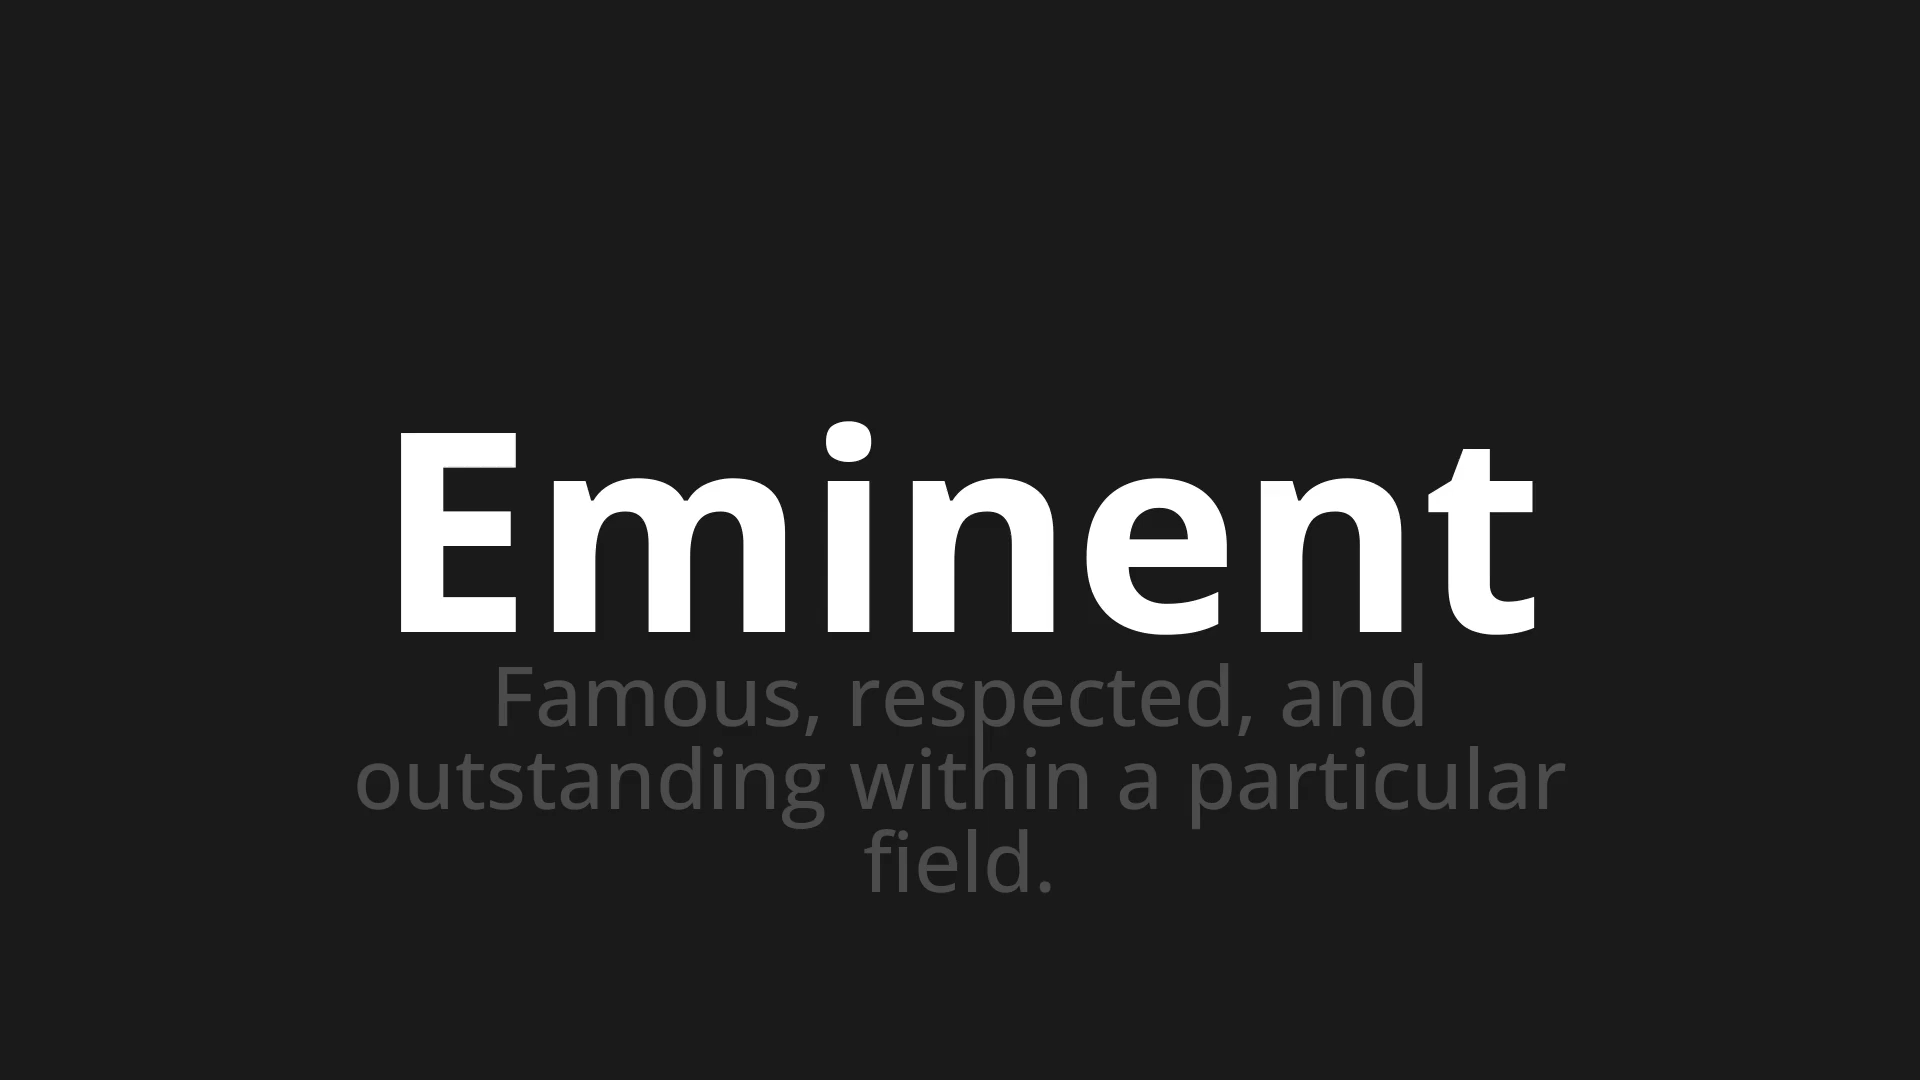 Eminent
Famous, respected, and
outstanding within a particular
field.